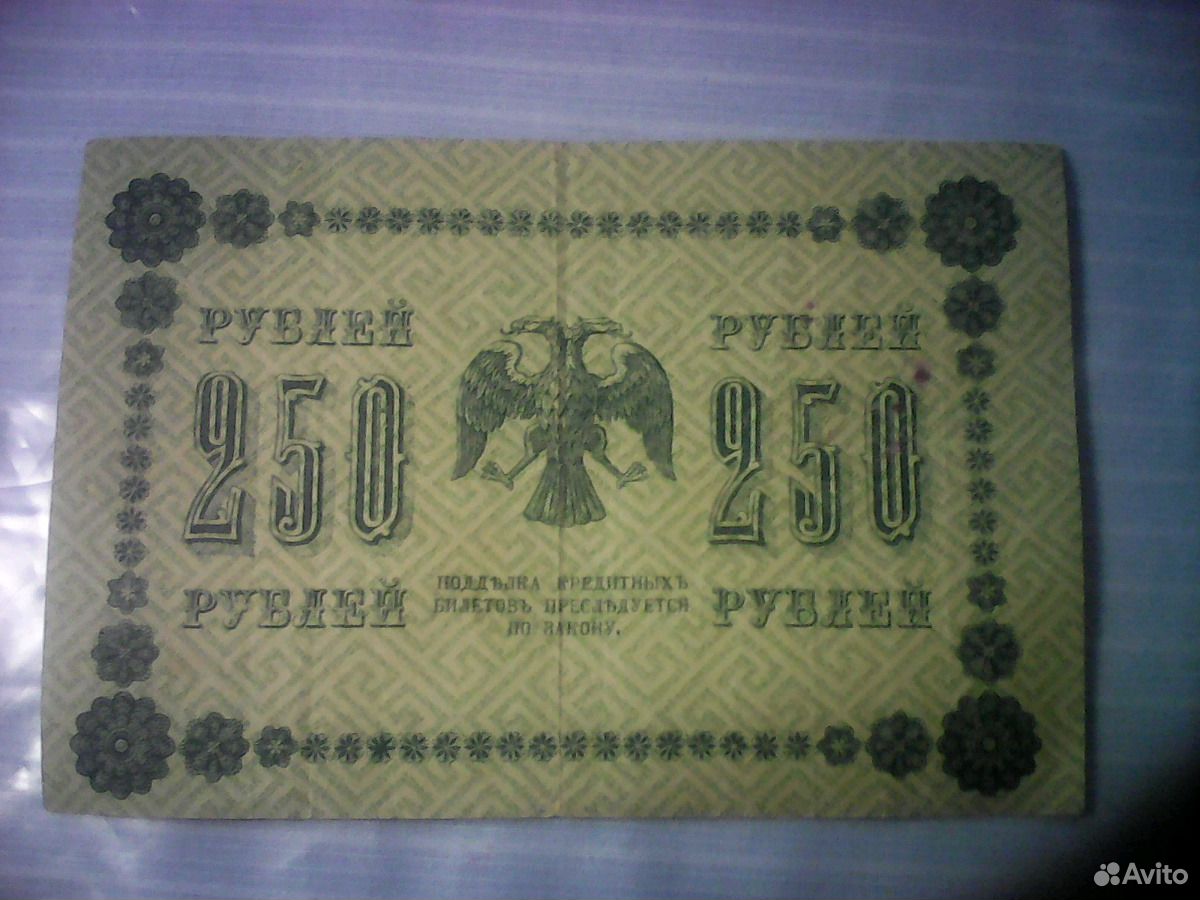 РУБЛЕЙ
250
РУБЛЕЙ
РУБЛЕЙ
250
РУБЛЕЙ
ПОДДѢЛКА КРЕДИТНЫХЪ
БИЛЕТОВЪ ПРЕСЛѢДУЕТСЯ
ПО ЗАКОНУ.
Avito